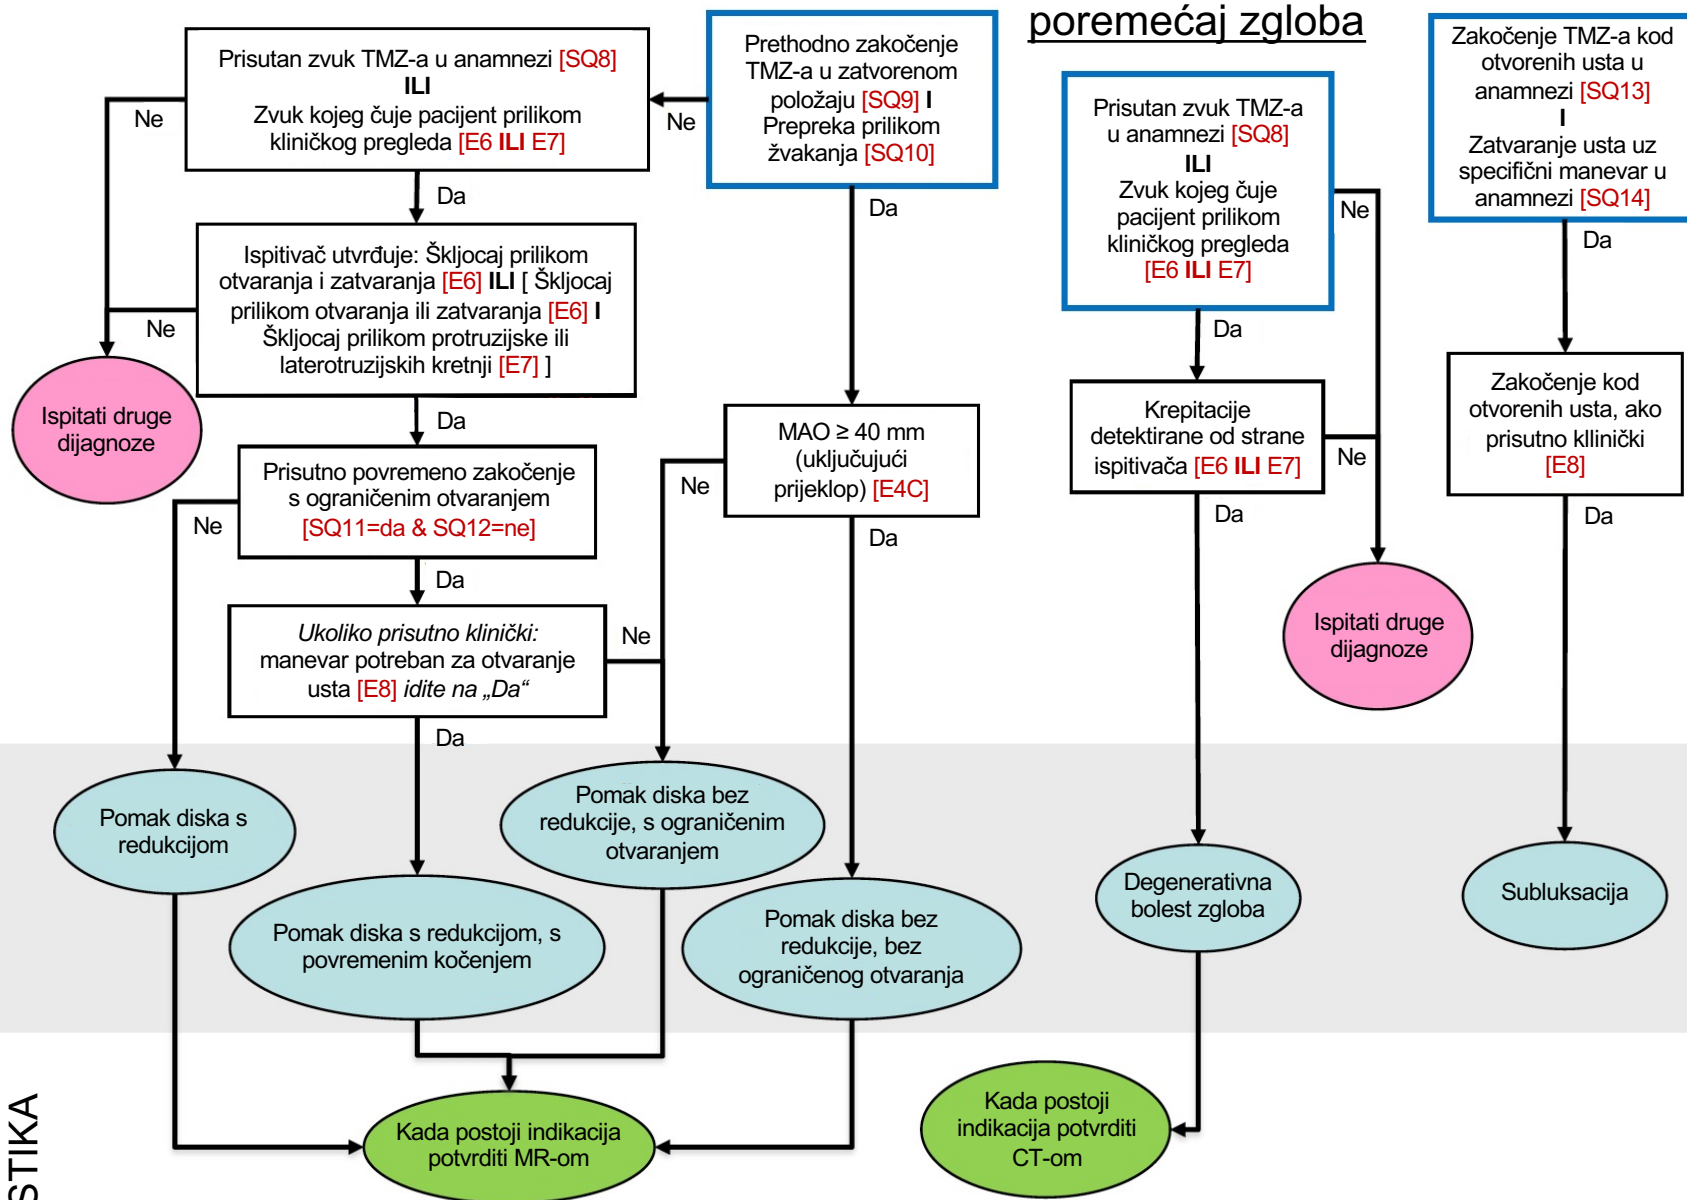 poremećaj zgloba
Prisutan zvuk TMZ-a u anamnezi [SQ8]
ILI
Zvuk kojeg čuje pacijent prilikom
kliničkog pregleda [E6 ILI E7]
Ne
Da
Ispitivač utvrđuje: Škljocaj prilikom
otvaranja i zatvaranja [E6] ILI [ Škljocaj
prilikom otvaranja ili zatvaranja [E6] I
Škljocaj prilikom protruzijske ili
laterotruzijskih kretnji [E7] ]
Ne
Da
Ispitati druge
dijagnoze
Prisutno povremeno zakočenje
s ograničenim otvaranjem
[SQ11=da & SQ12=ne]
Ne
Da
Ukoliko prisutno klinički:
manevar potreban za otvaranje
usta [E8] idite na „Da“
Ne
Da
Prethodno zakočenje
TMZ-a u zatvorenom
položaju [SQ9] I
Prepreka prilikom
žvakanja [SQ10]
Ne
Da
MAO ≥ 40 mm
(uključujući
prijeklop) [E4C]
Ne
Da
Prisutan zvuk TMZ-a
u anamnezi [SQ8]
ILI
Zvuk kojeg čuje
pacijent prilikom
kliničkog pregleda
[E6 ILI E7]
Ne
Da
Krepitacije
detektirane od strane
ispitivača [E6 ILI E7]
Ne
Da
Ispitati druge
dijagnoze
Zakočenje TMZ-a kod
otvorenih usta u
anamnezi [SQ13]
I
Zatvaranje usta uz
specifični manevar u
anamnezi [SQ14]
Da
Zakočenje kod
otvorenih usta, ako
prisutno kllinički
[E8]
Da
Pomak diska s
redukcijom
Pomak diska s redukcijom, s
povremenim kočenjem
Pomak diska bez
redukcije, s ograničenim
otvaranjem
Pomak diska bez
redukcije, bez
ograničenog otvaranja
Degenerativna
bolest zgloba
Subluksacija
Kada postoji indikacija
potvrditi MR-om
Kada postoji
indikacija potvrditi
CT-om
STIKA